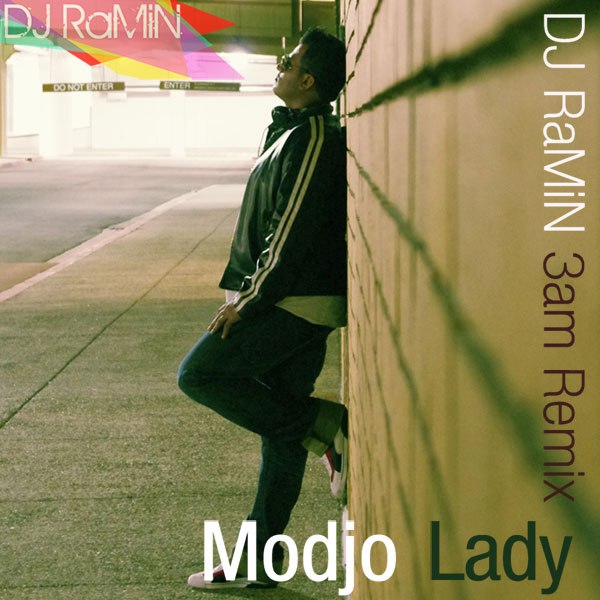 DJ RaMiN
DO NOT ENTER
ENTER
DJ RaMiN 3am Remix
Modjo Lady